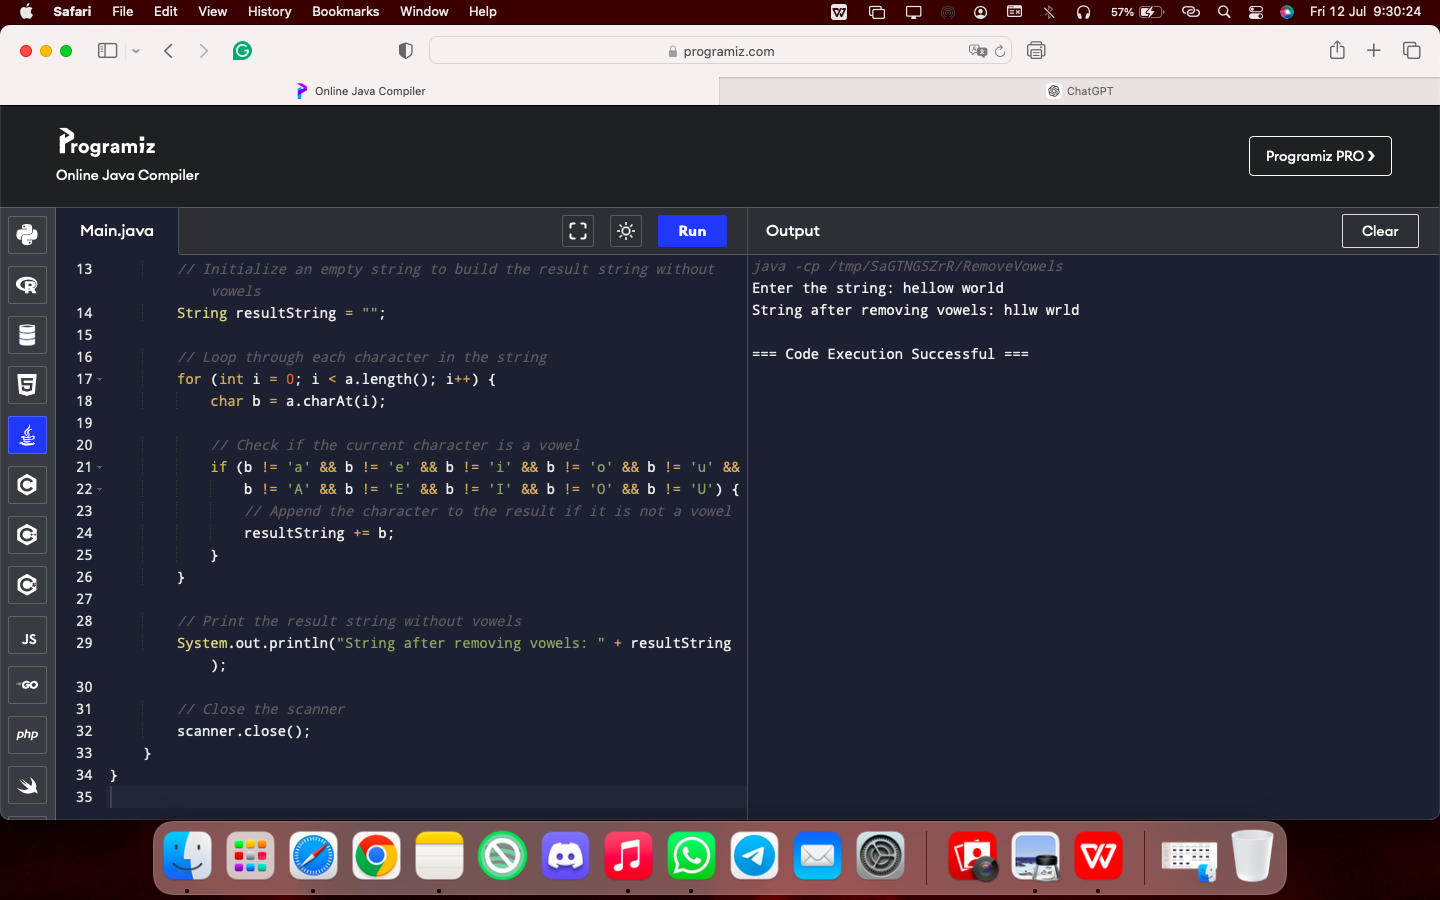 Safari File Edit View History Bookmarks Window Help 57% Fri 12 Jul 9:30:24
programiz.com
Online Java Compiler
ChatGPT
Programiz
Online Java Compiler
Programiz PRO ❯
Main.java
Run
Output
Clear
13 // Initialize an empty string to build the result string without
vowels
14 String resultString = "";
15
16 // Loop through each character in the string
17 for (int i = 0; i < a.length(); i++) {
18 char b = a.charAt(i);
19
20 // Check if the current character is a vowel
21 if (b != 'a' && b != 'e' && b != 'i' && b != 'o' && b != 'u' &&
22 b != 'A' && b != 'E' && b != 'I' && b != 'O' && b != 'U') {
23 // Append the character to the result if it is not a vowel
24 resultString += b;
25 }
26 }
27
28 // Print the result string without vowels
29 System.out.println("String after removing vowels: " + resultString
);
30
31 // Close the scanner
32 scanner.close();
33 }
34 }
35
java -cp /tmp/SaGTNGSZrR/RemoveVowels
Enter the string: hellow world
String after removing vowels: hllw wrld
=== Code Execution Successful ===
JS
GO
php